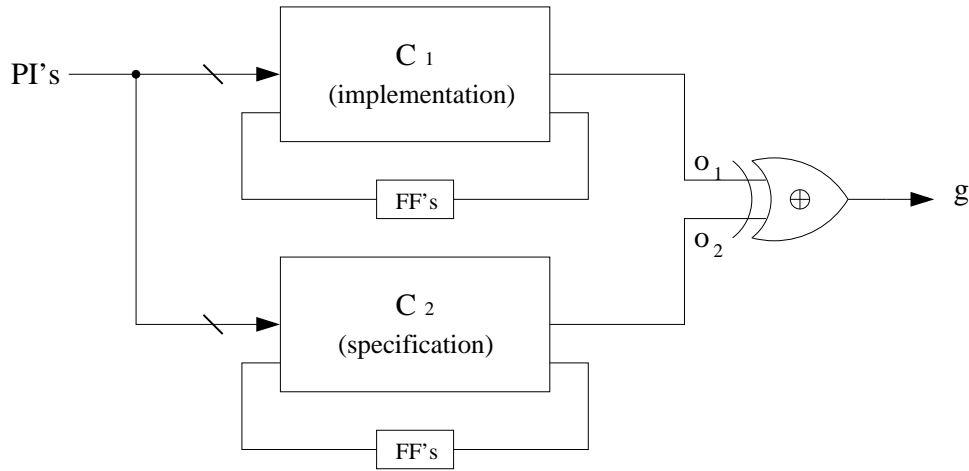 C 1
PI's
(implementation)
o 1
FF's
⊕
g
o 2
C 2
(specification)
FF's